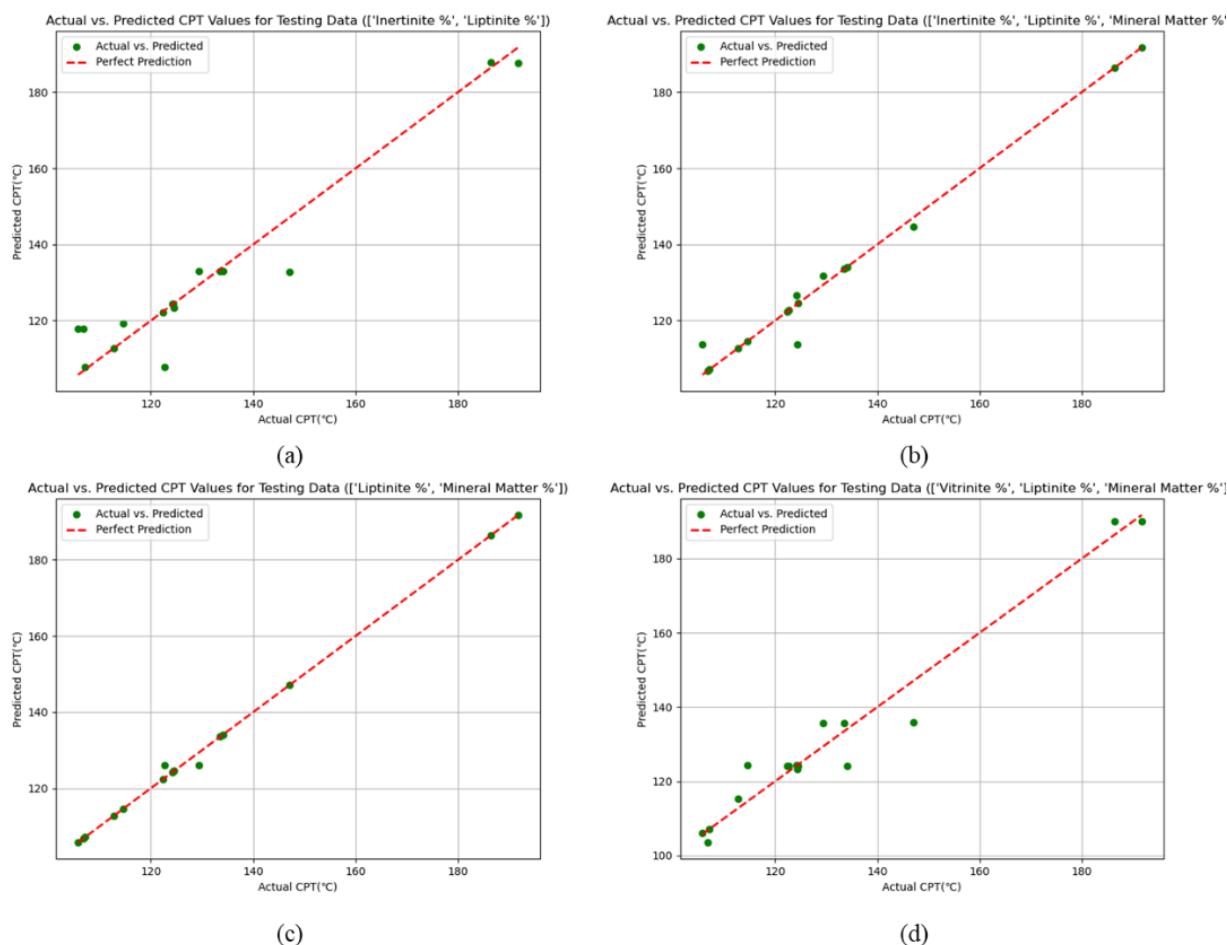 Actual vs. Predicted CPT Values for Testing Data (['Inertinite %', 'Liptinite %'])
Actual vs. Predicted
Perfect Prediction
Predicted CPT(℃)
180
160
140
120
120 140 160 180
Actual CPT(℃)
(a)
Actual vs. Predicted CPT Values for Testing Data (['Inertinite %', 'Liptinite %', 'Mineral Matter %'
Actual vs. Predicted
Perfect Prediction
Predicted CPT(℃)
180
160
140
120
120 140 160 180
Actual CPT(℃)
(b)
Actual vs. Predicted CPT Values for Testing Data (['Liptinite %', 'Mineral Matter %'])
Actual vs. Predicted
Perfect Prediction
Predicted CPT(℃)
180
160
140
120
120 140 160 180
Actual CPT(℃)
(c)
Actual vs. Predicted CPT Values for Testing Data (['Vitrinite %', 'Liptinite %', 'Mineral Matter %']
Actual vs. Predicted
Perfect Prediction
Predicted CPT(℃)
180
160
140
120
100
120 140 160 180
Actual CPT(℃)
(d)